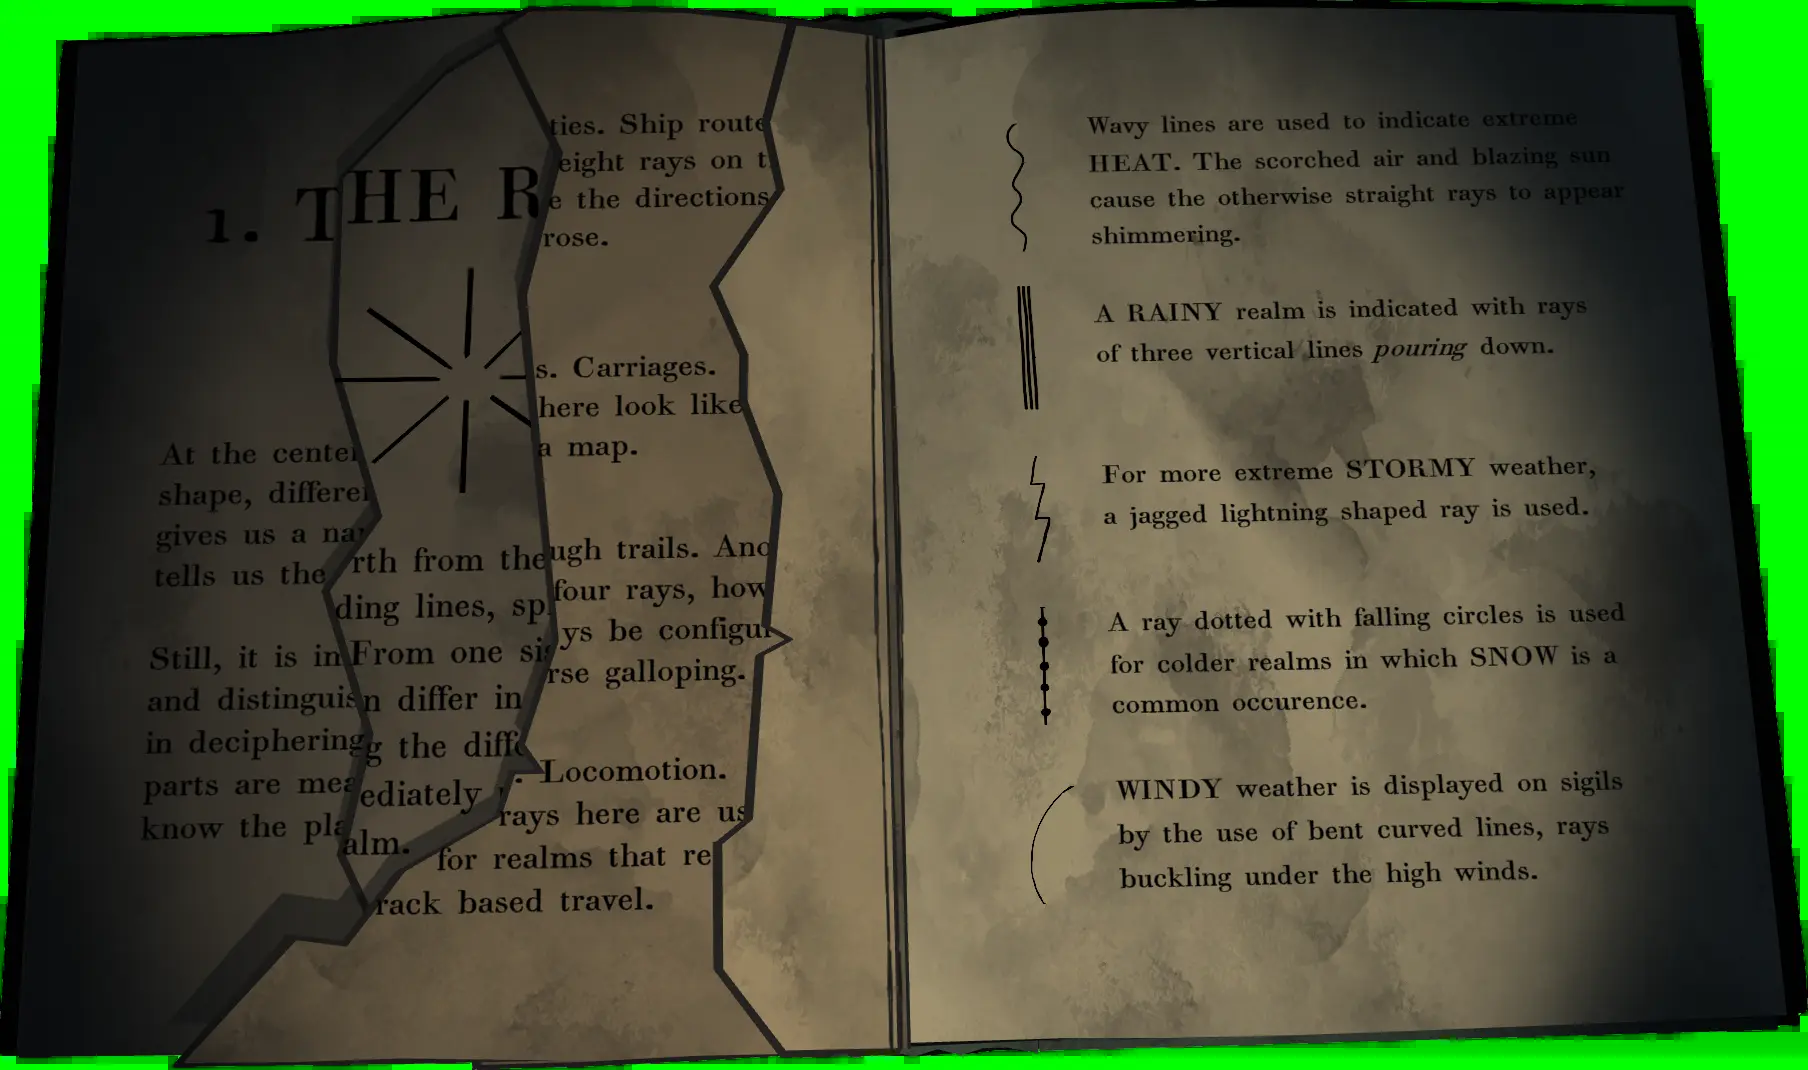 1. THE R
At the center
shape, differe
gives us a na
tells us the
Still, it is in
and distinguis
in deciphering
parts are mea
know the pla
rth from the
ding lines, sp
From one si
n differ in
g the diff
ediately
alm.
ties. Ship route
eight rays on t
e the directions
rose.
s. Carriages.
here look like
a map.
ugh trails. And
four rays, how
ys be configur
rse galloping.
. Locomotion.
rays here are us
for realms that re
rack based travel.
Wavy lines are used to indicate extreme
HEAT. The scorched air and blazing sun
cause the otherwise straight rays to appear
shimmering.
A RAINY realm is indicated with rays
of three vertical lines pouring down.
For more extreme STORMY weather,
a jagged lightning shaped ray is used.
A ray dotted with falling circles is used
for colder realms in which SNOW is a
common occurence.
WINDY weather is displayed on sigils
by the use of bent curved lines, rays
buckling under the high winds.